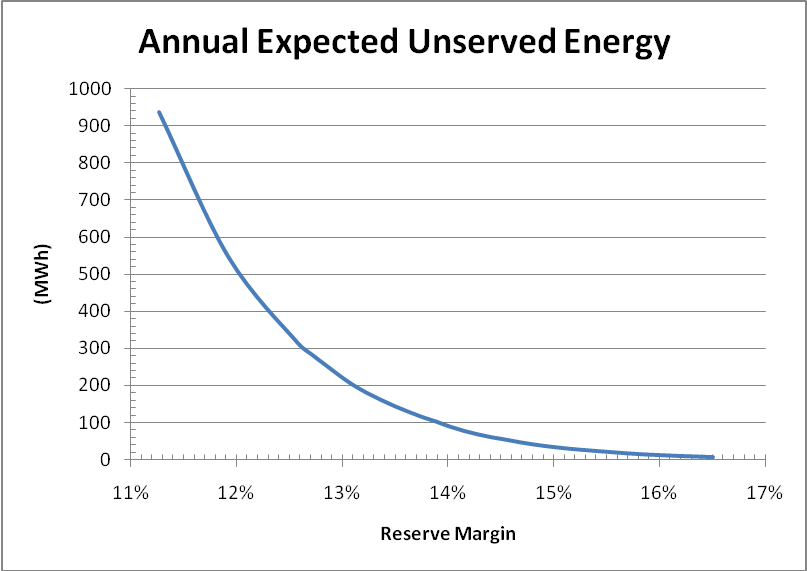 Annual Expected Unserved Energy
1000
900
800
700
600
500
400
300
200
100
0
(MWh)
11% 12% 13% 14% 15% 16% 17%
Reserve Margin